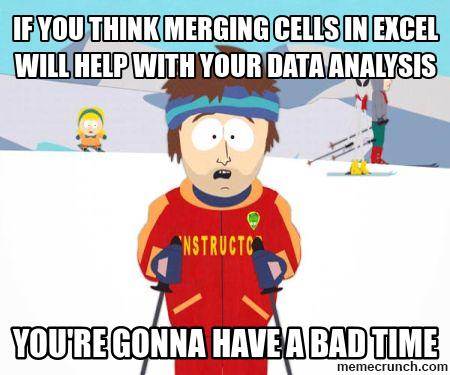 IF YOU THINK MERGING CELLS IN EXCEL
WILL HELP WITH YOUR DATA ANALYSIS
NSTRUCTO
YOU'RE GONNA HAVE A BAD TIME
memecrunch.com